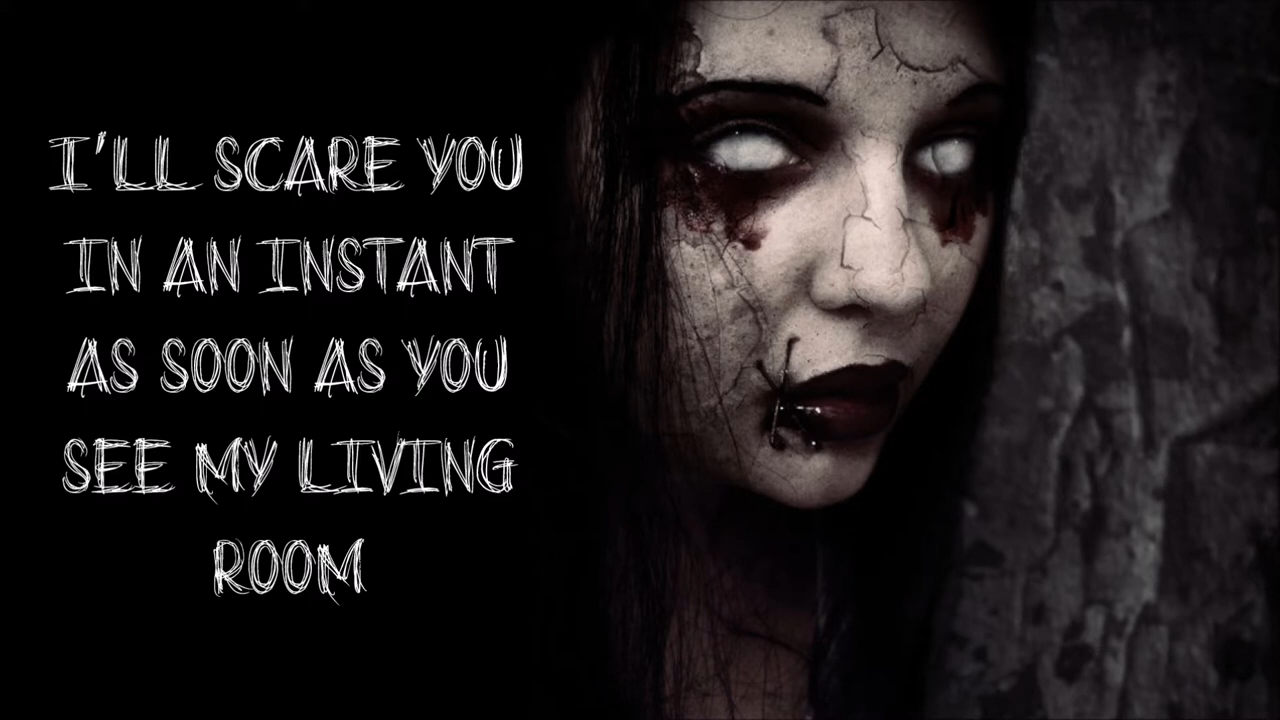 I'LL SCARE YOU
IN AN INSTANT
AS SOON AS YOU
SEE MY LIVING
ROOM